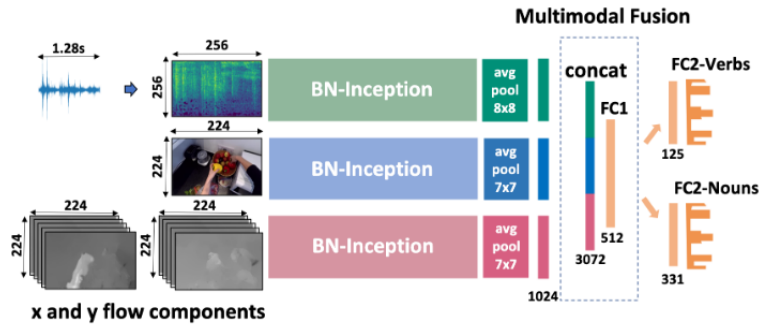 Multimodal Fusion
1.28s
256
256
BN-Inception
avg
pool
8x8
concat
FC1
FC2-Verbs
125
224
224
BN-Inception
avg
pool
7x7
FC2-Nouns
331
224
224
224
BN-Inception
avg
pool
7x7
1024
512
3072
x and y flow components